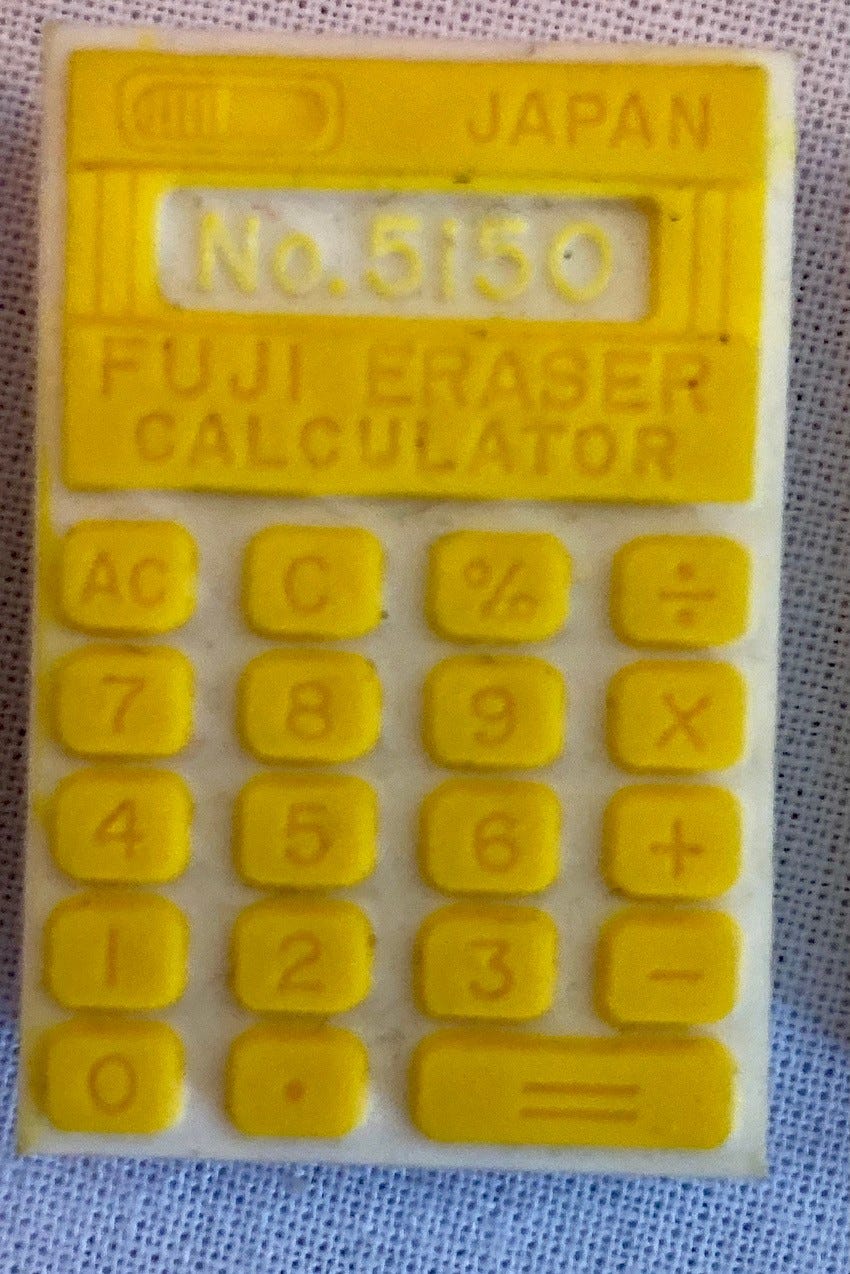 JAPAN
No.5150
FUJI ERASER
CALCULATOR
AC C % ÷
7 8 9 X
4 5 6 +
1 2 3 −
0 . =